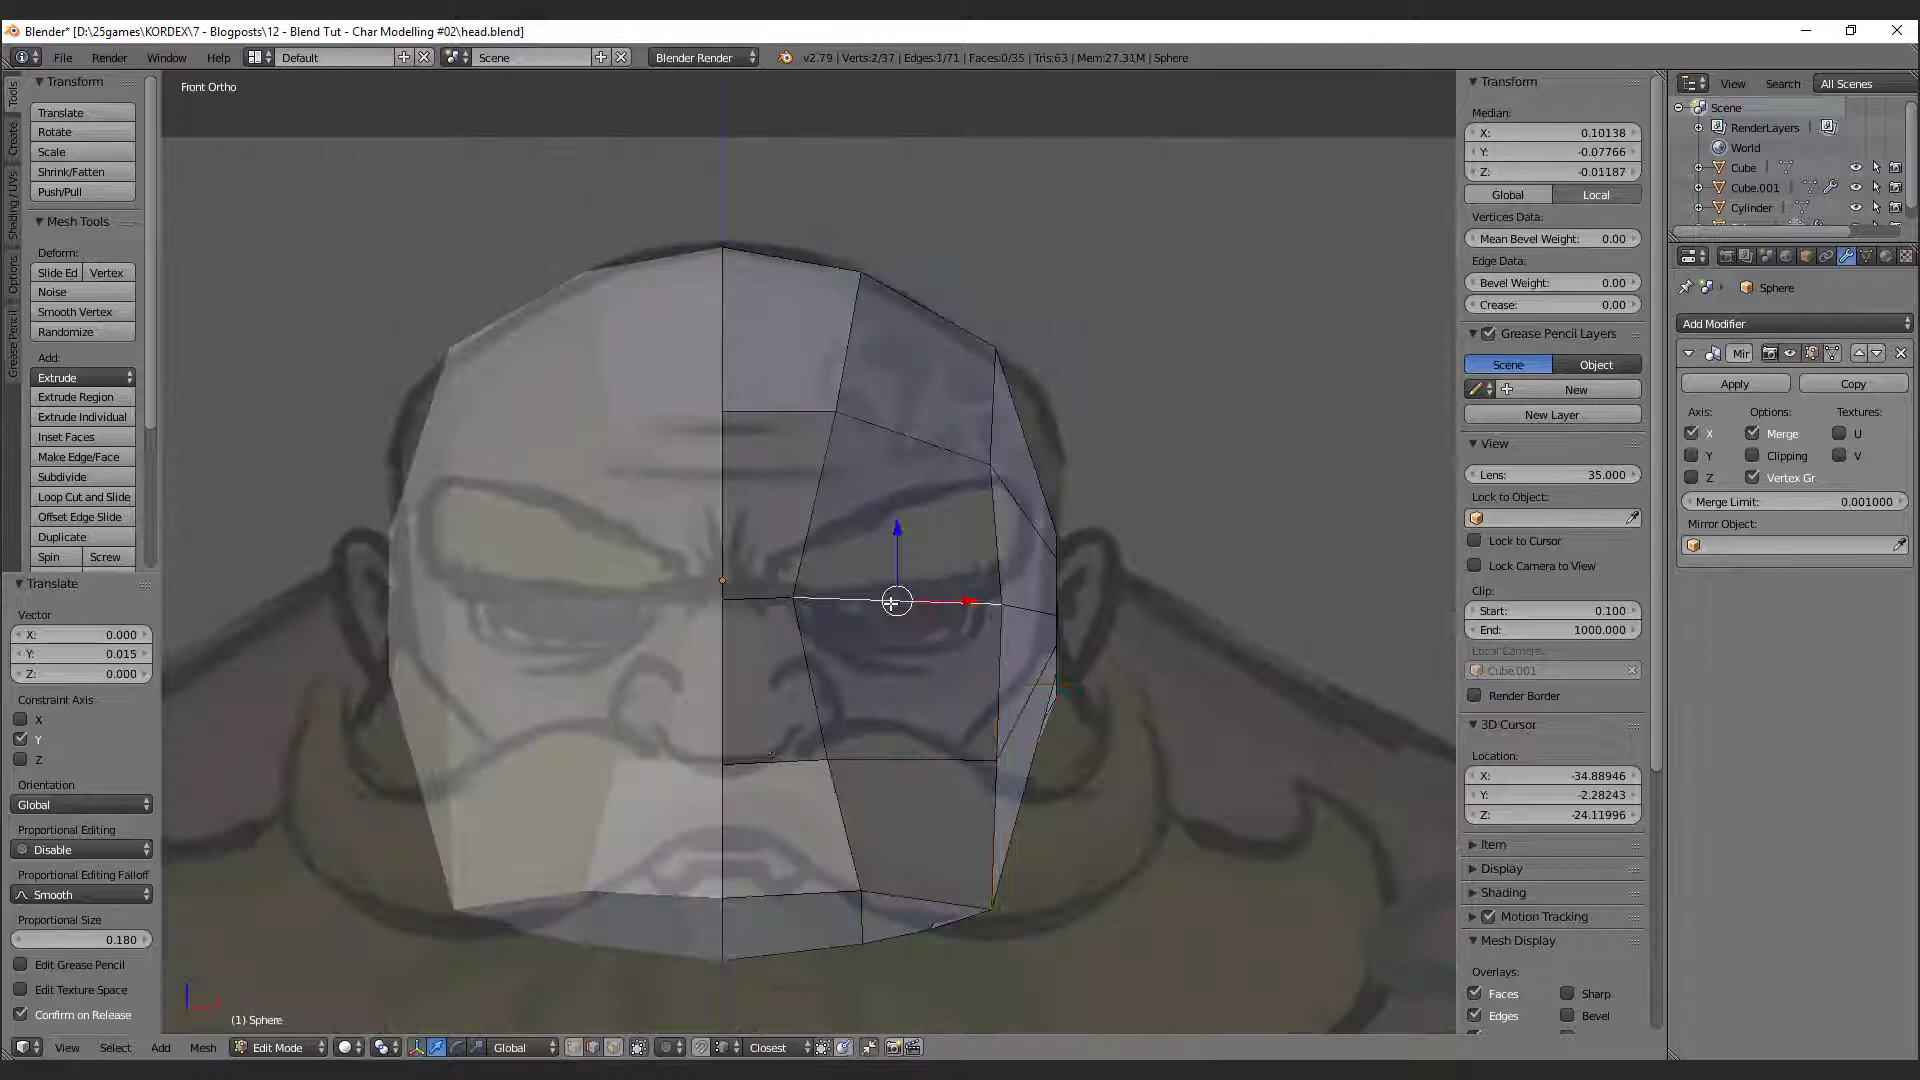 Blender* [D:\25games\KORDEX\7 - Blogposts\12 - Blend Tut - Char Modelling #02\head.blend]
File Render Window Help Default Scene Blender Render v2.79 | Verts:2/37 | Edges:1/71 | Faces:0/35 | Tris:63 | Mem:27.31M | Sphere
Tools
Create
Shading / UVs
Options
Grease Pencil
Transform
Translate
Rotate
Scale
Shrink/Fatten
Push/Pull
Mesh Tools
Deform:
Slide Ed Vertex
Noise
Smooth Vertex
Randomize
Add:
Extrude
Extrude Region
Extrude Individual
Inset Faces
Make Edge/Face
Subdivide
Loop Cut and Slide
Offset Edge Slide
Duplicate
Spin Screw
Translate
Vector
X: 0.000
Y: 0.015
Z: 0.000
Constraint Axis
X
Y
Z
Orientation
Global
Proportional Editing
Disable
Proportional Editing Falloff
Smooth
Proportional Size
0.180
Edit Grease Pencil
Edit Texture Space
Confirm on Release
Front Ortho
(1) Sphere
View Select Add Mesh Edit Mode Global Closest
Transform
Median:
X: 0.10138
Y: -0.07766
Z: -0.01187
Global Local
Vertices Data:
Mean Bevel Weight: 0.00
Edge Data:
Bevel Weight: 0.00
Crease: 0.00
Grease Pencil Layers
Scene Object
New
New Layer
View
Lens: 35.000
Lock to Object:
Lock to Cursor
Lock Camera to View
Clip:
Start: 0.100
End: 1000.000
Local Camera:
Cube.001
Render Border
3D Cursor
Location:
X: -34.88946
Y: -2.28243
Z: -24.11996
Item
Display
Shading
Motion Tracking
Mesh Display
Overlays:
Faces Sharp
Edges Bevel
View Search All Scenes
Scene
RenderLayers
World
Cube
Cube.001
Cylinder
Sphere
Add Modifier
Mir
Apply Copy
Axis: Options: Textures:
X Merge U
Y Clipping V
Z Vertex Gr
Merge Limit: 0.001000
Mirror Object: